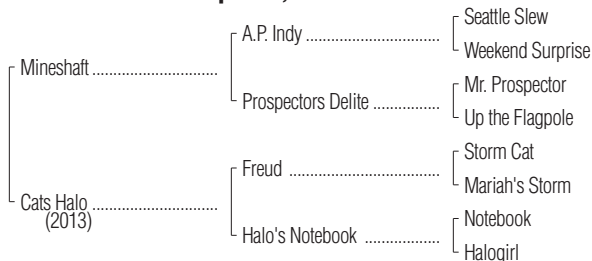 Seattle Slew
A.P. Indy ..............................
Weekend Surprise
Mineshaft ............................
Mr. Prospector
Prospectors Delite ...............
Up the Flagpole
Storm Cat
Freud ..................................
Mariah's Storm
Cats Halo ............................
(2013)
Notebook
Halo's Notebook .................
Halogirl